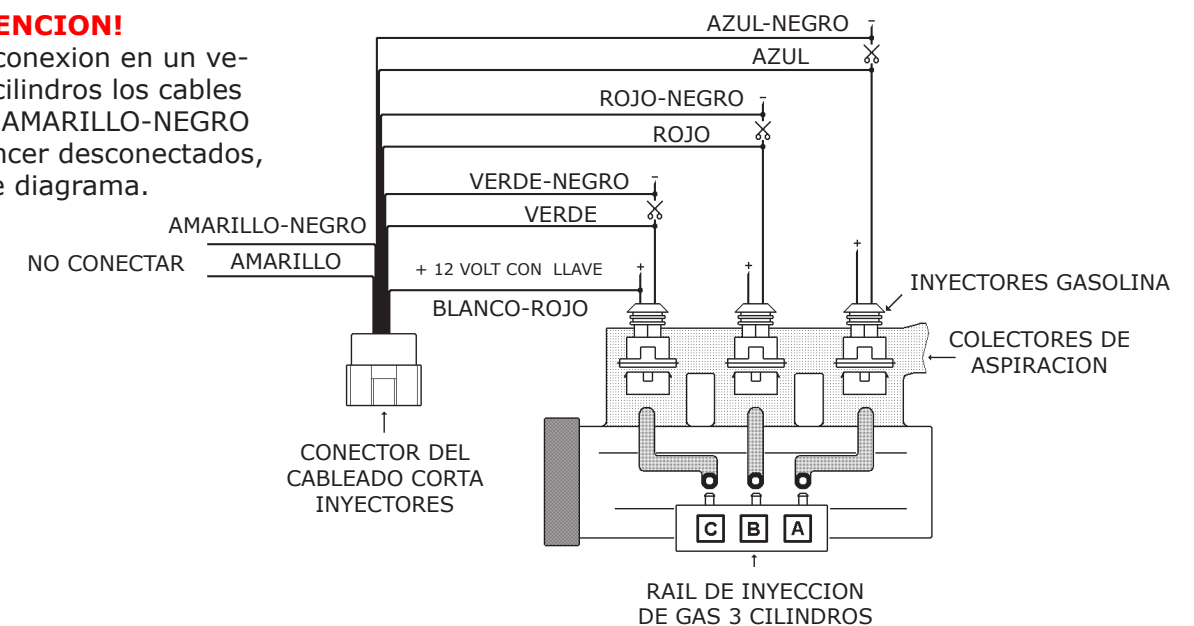 ENCION!
conexion en un ve-
cilindros los cables
AMARILLO-NEGRO
ncer desconectados,
e diagrama.
AZUL-NEGRO
-
AZUL
ROJO-NEGRO
-
ROJO
VERDE-NEGRO
-
VERDE
AMARILLO-NEGRO
NO CONECTAR
AMARILLO
+ 12 VOLT CON LLAVE
BLANCO-ROJO
+
+
+
INYECTORES GASOLINA
COLECTORES DE
ASPIRACION
CONECTOR DEL
CABLEADO CORTA
INYECTORES
C B A
RAIL DE INYECCION
DE GAS 3 CILINDROS